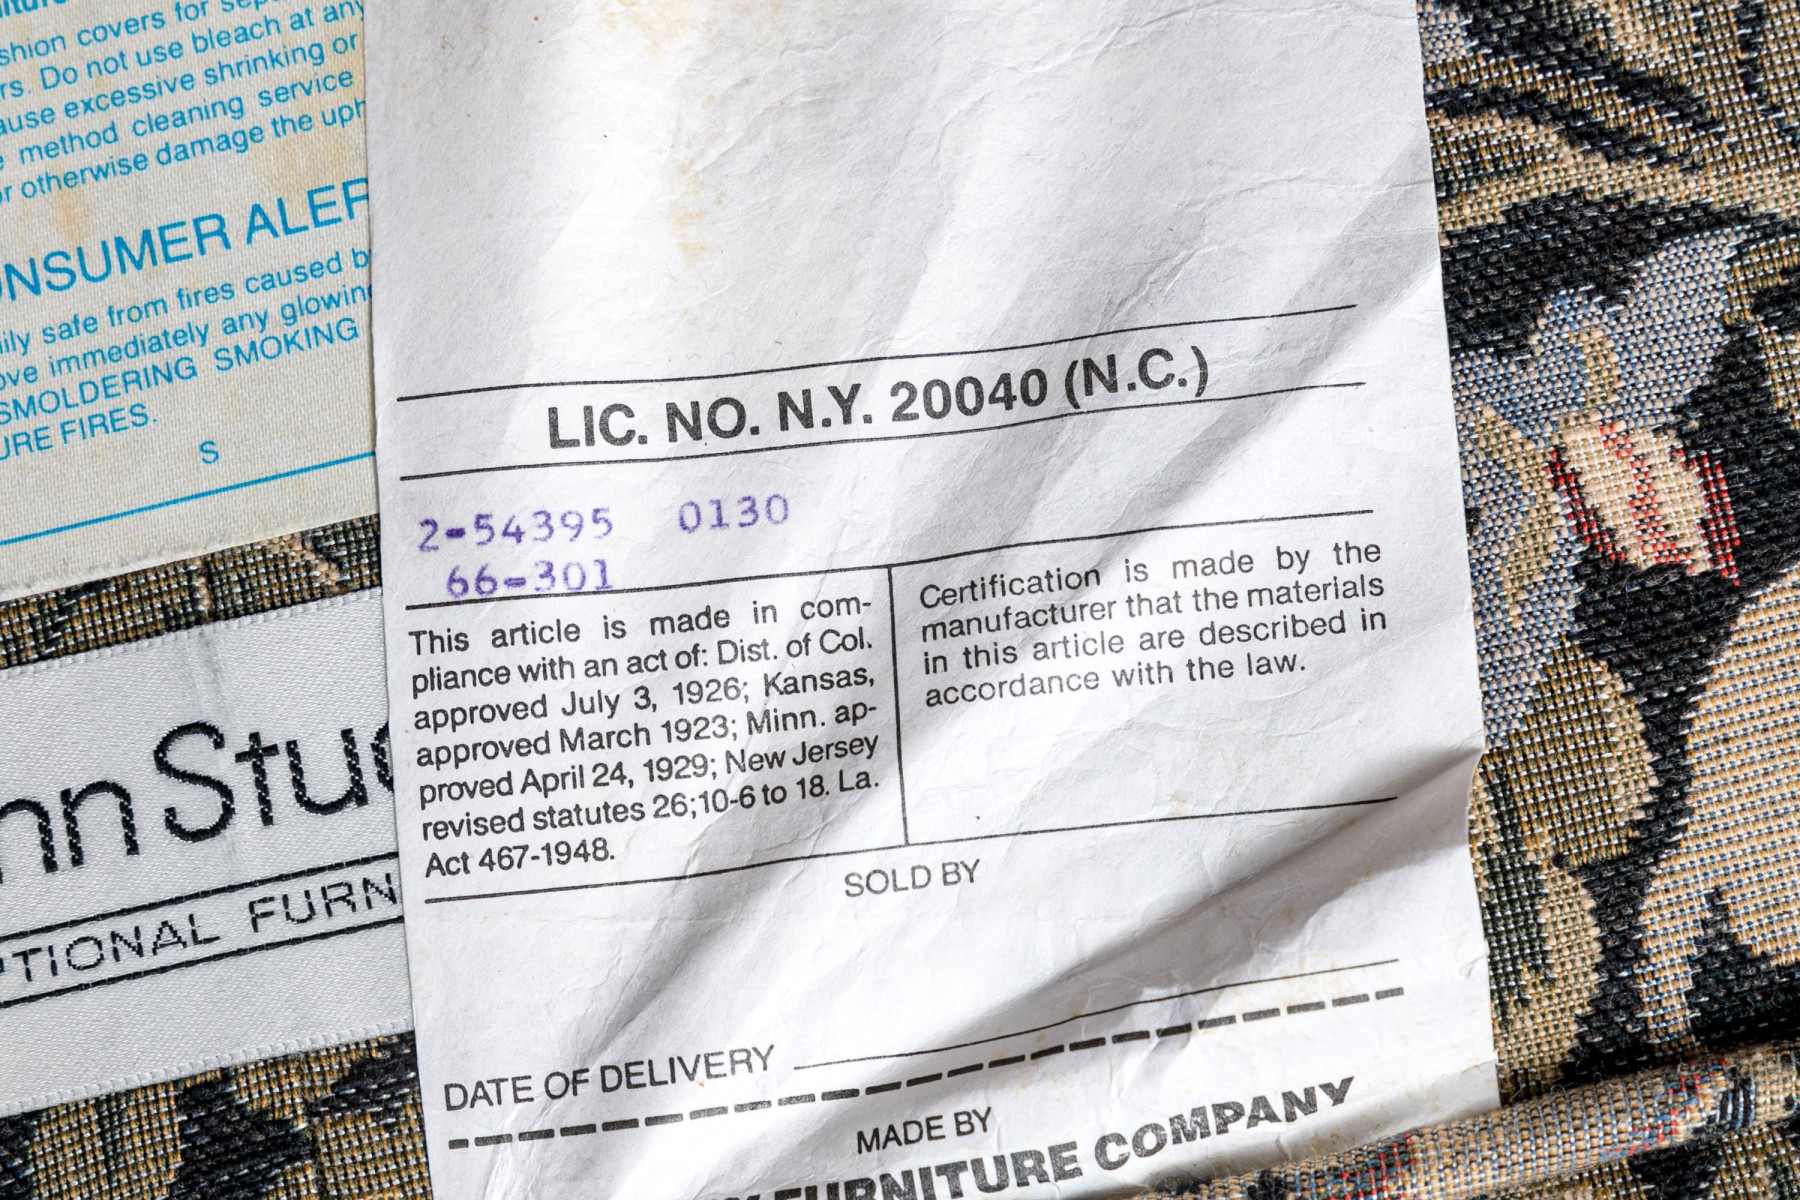 shion covers for
rs. Do not use bleach at any
ause excessive shrinking or
method cleaning service
or otherwise damage the uph
ONSUMER ALER
ily safe from fires caused b
ove immediately any glowin
SMOLDERING SMOKING
URE FIRES.
S
nn Stu
PTIONAL FURN
LIC. NO. N.Y. 20040 (N.C.)
2-54395 0130
66-301
This article is made in com-
pliance with an act of: Dist. of Col.
approved July 3, 1926; Kansas,
approved March 1923; Minn. ap-
proved April 24, 1929; New Jersey
revised statutes 26;10-6 to 18. La.
Act 467-1948.
Certification is made by the
manufacturer that the materials
in this article are described in
accordance with the law.
SOLD BY
DATE OF DELIVERY
MADE BY
FURNITURE COMPANY